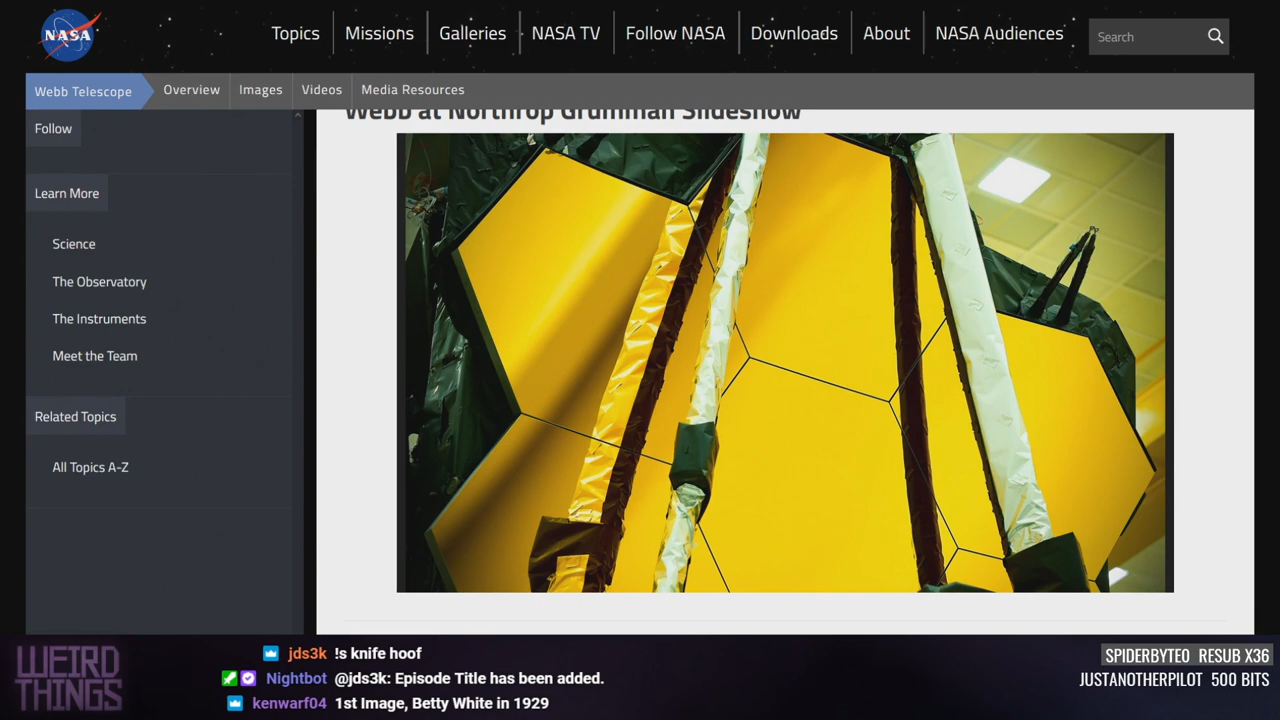 NASA
Topics
Missions
Galleries
NASA TV
Follow NASA
Downloads
About
NASA Audiences
Search
Webb Telescope
Overview
Images
Videos
Media Resources
Follow
Learn More
Science
The Observatory
The Instruments
Meet the Team
Related Topics
All Topics A-Z
Webb at Northrop Grumman Slideshow
WEIRD
THINGS
jds3k !s knife hoof
Nightbot @jds3k: Episode Title has been added.
kenwarf04 1st Image, Betty White in 1929
SPIDERBYTE0 RESUB X36
JUSTANOTHERPILOT 500 BITS